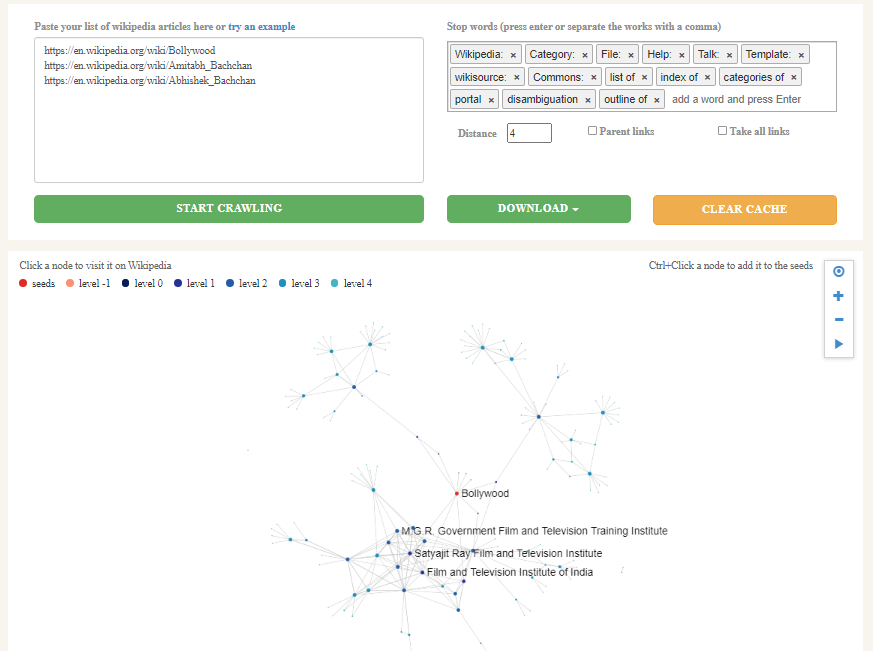 Paste your list of wikipedia articles here or try an example
https://en.wikipedia.org/wiki/Bollywood
https://en.wikipedia.org/wiki/Amitabh_Bachchan
https://en.wikipedia.org/wiki/Abhishek_Bachchan
Stop words (press enter or separate the works with a comma)
Wikipedia: × Category: × File: × Help: × Talk: × Template: ×
wikisource: × Commons: × list of × index of × categories of ×
portal × disambiguation × outline of × add a word and press Enter
Distance 4 Parent links Take all links
START CRAWLING DOWNLOAD CLEAR CACHE
Click a node to visit it on Wikipedia Ctrl+Click a node to add it to the seeds
seeds level -1 level 0 level 1 level 2 level 3 level 4
Bollywood
M.G.R. Government Film and Television Training Institute
Satyajit Ray Film and Television Institute
Film and Television Institute of India